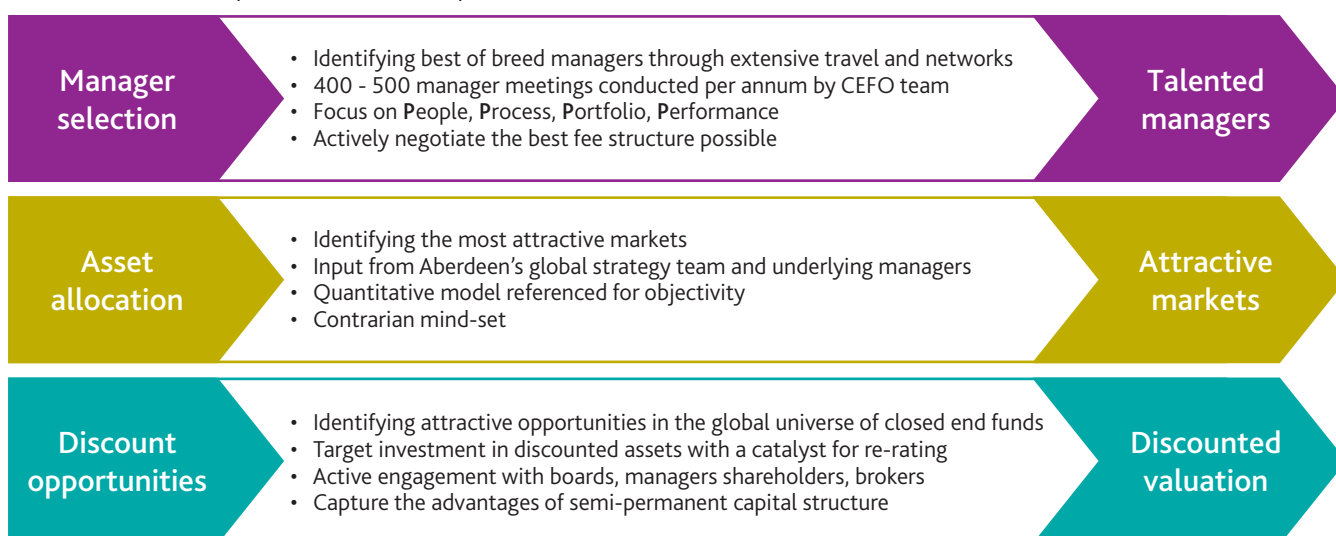 Manager
selection
• Identifying best of breed managers through extensive travel and networks
• 400 - 500 manager meetings conducted per annum by CEFO team
• Focus on People, Process, Portfolio, Performance
• Actively negotiate the best fee structure possible
Talented
managers
Asset
allocation
• Identifying the most attractive markets
• Input from Aberdeen's global strategy team and underlying managers
• Quantitative model referenced for objectivity
• Contrarian mind-set
Attractive
markets
Discount
opportunities
• Identifying attractive opportunities in the global universe of closed end funds
• Target investment in discounted assets with a catalyst for re-rating
• Active engagement with boards, managers shareholders, brokers
• Capture the advantages of semi-permanent capital structure
Discounted
valuation